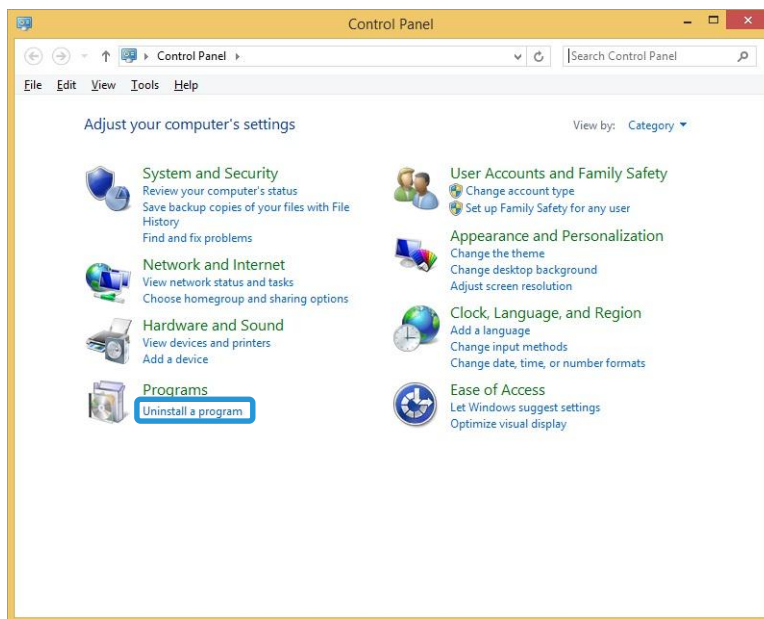 Control Panel
Control Panel
Search Control Panel
File Edit View Tools Help
Adjust your computer's settings
View by: Category
System and Security
Review your computer's status
Save backup copies of your files with File
History
Find and fix problems
Network and Internet
View network status and tasks
Choose homegroup and sharing options
Hardware and Sound
View devices and printers
Add a device
Programs
Uninstall a program
User Accounts and Family Safety
Change account type
Set up Family Safety for any user
Appearance and Personalization
Change the theme
Change desktop background
Adjust screen resolution
Clock, Language, and Region
Add a language
Change input methods
Change date, time, or number formats
Ease of Access
Let Windows suggest settings
Optimize visual display